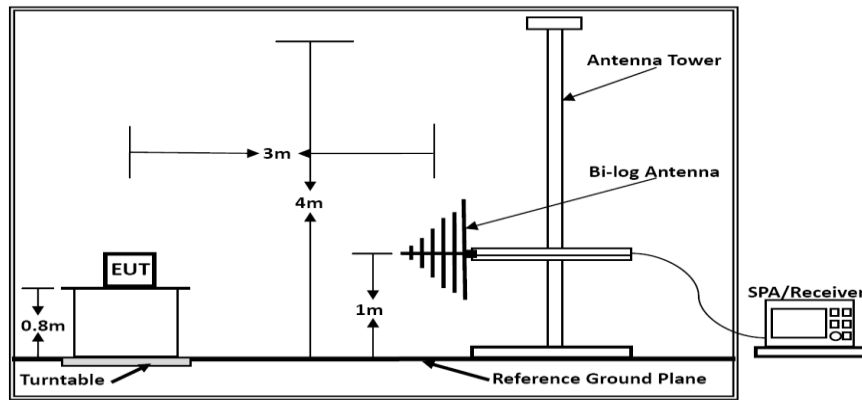 Antenna Tower
3m
Bi-log Antenna
4m
EUT
1m
SPA/Receiver
0.8m
Turntable
Reference Ground Plane